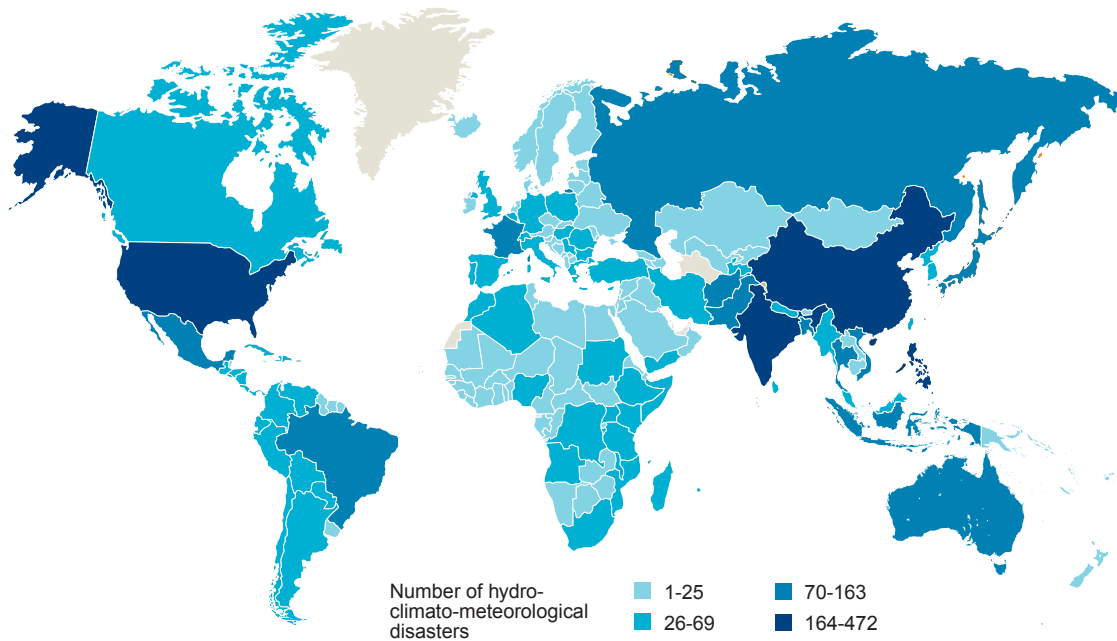 Number of hydro-
climato-meteorological
disasters
1-25
26-69
70-163
164-472